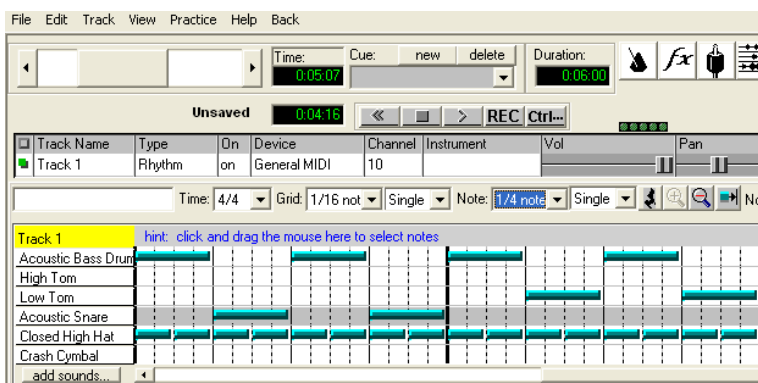 File Edit Track View Practice Help Back
Time: Cue: new delete Duration:
0:05:07 0:06:00
fx
Unsaved 0:04:16 REC Ctrl...
Track Name Type On Device Channel Instrument Vol Pan
Track 1 Rhythm on General MIDI 10
Time: 4/4 Grid: 1/16 not Single Note: 1/4 note Single No
Track 1 hint: click and drag the mouse here to select notes
Acoustic Bass Drum
High Tom
Low Tom
Acoustic Snare
Closed High Hat
Crash Cymbal
add sounds...